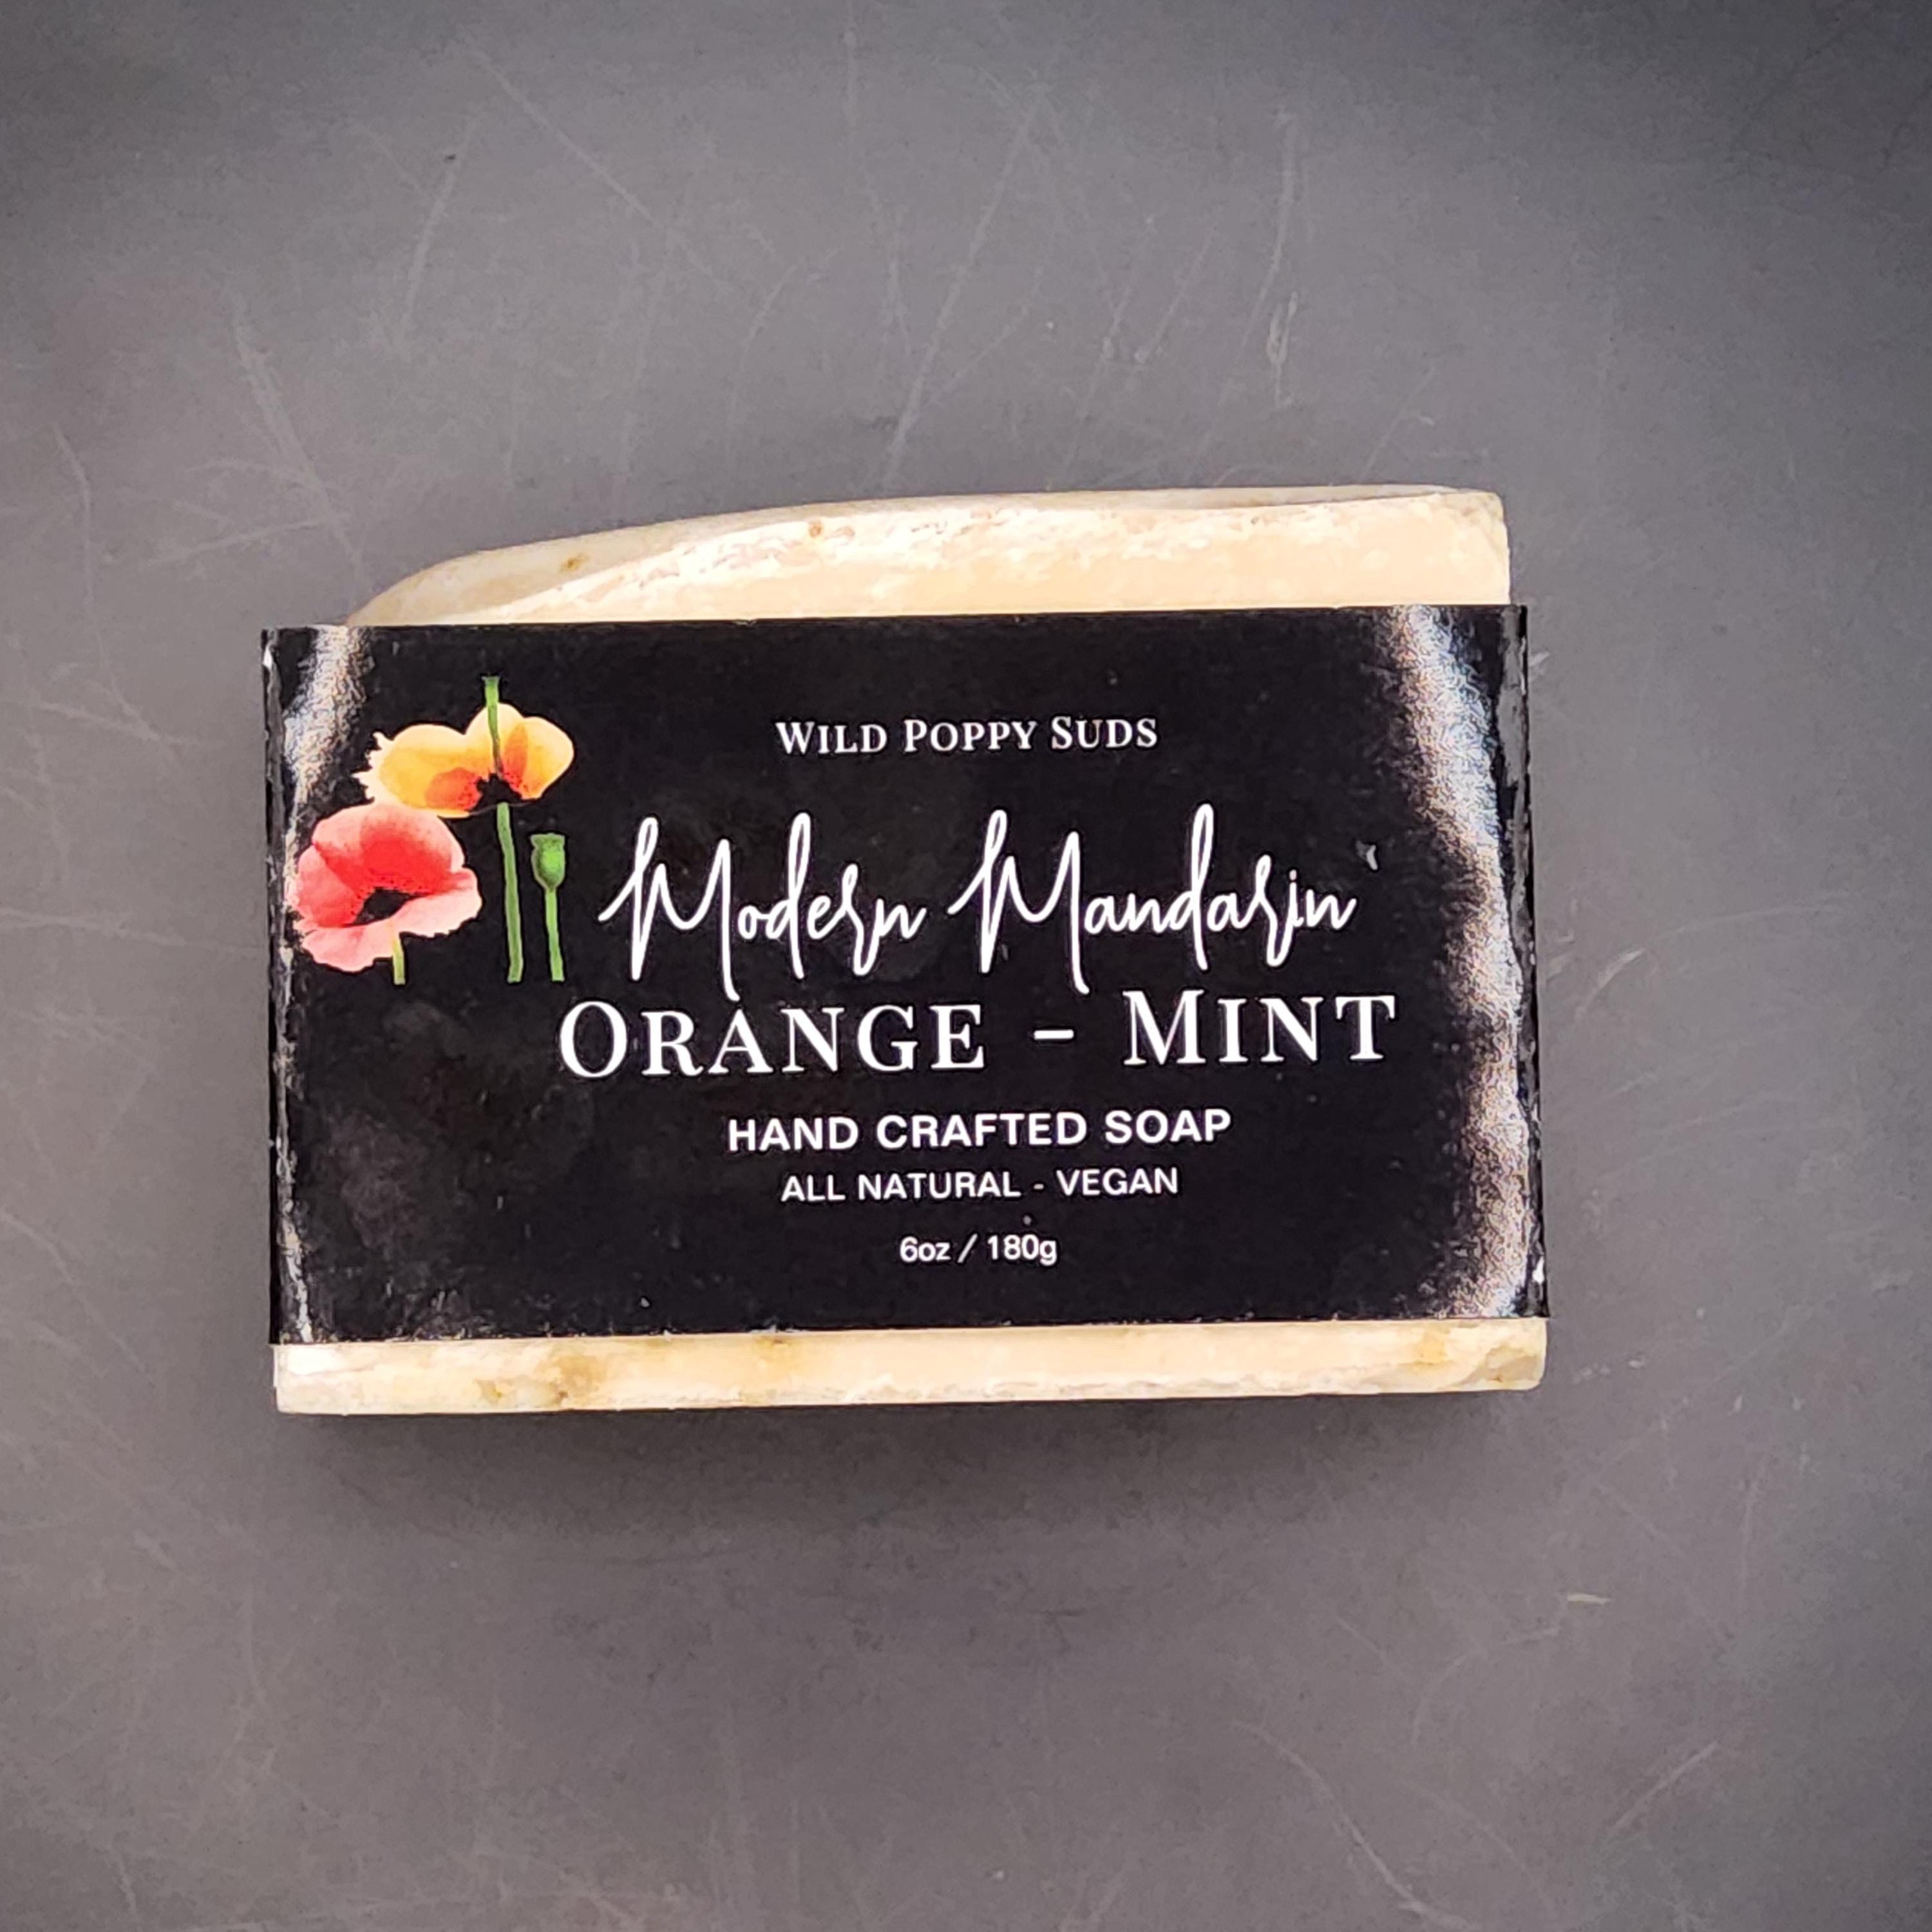 WILD POPPY SUDS
Modern Mandarin
ORANGE - MINT
HAND CRAFTED SOAP
ALL NATURAL - VEGAN
6oz / 180g